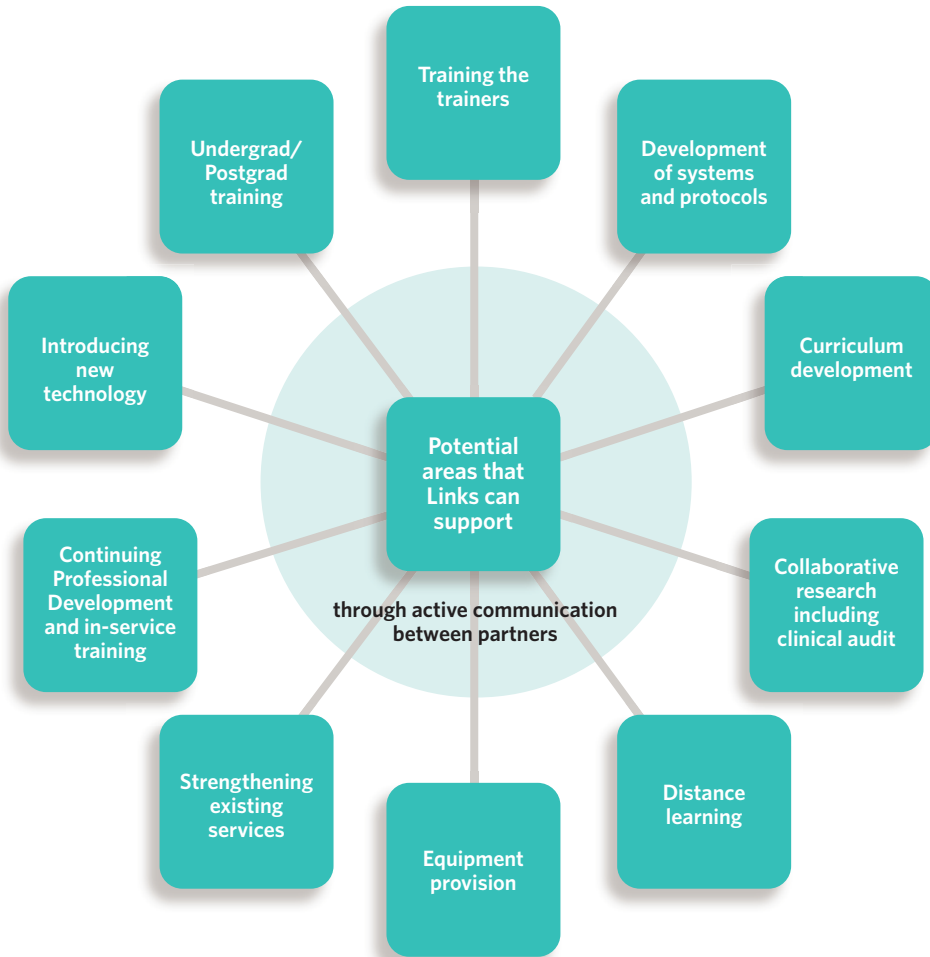 Training the
trainers
Undergrad/
Postgrad
training
Development
of systems
and protocols
Introducing
new
technology
Curriculum
development
Potential
areas that
Links can
support
Continuing
Professional
Development
and in-service
training
Collaborative
research
including
clinical audit
through active communication
between partners
Strengthening
existing
services
Distance
learning
Equipment
provision